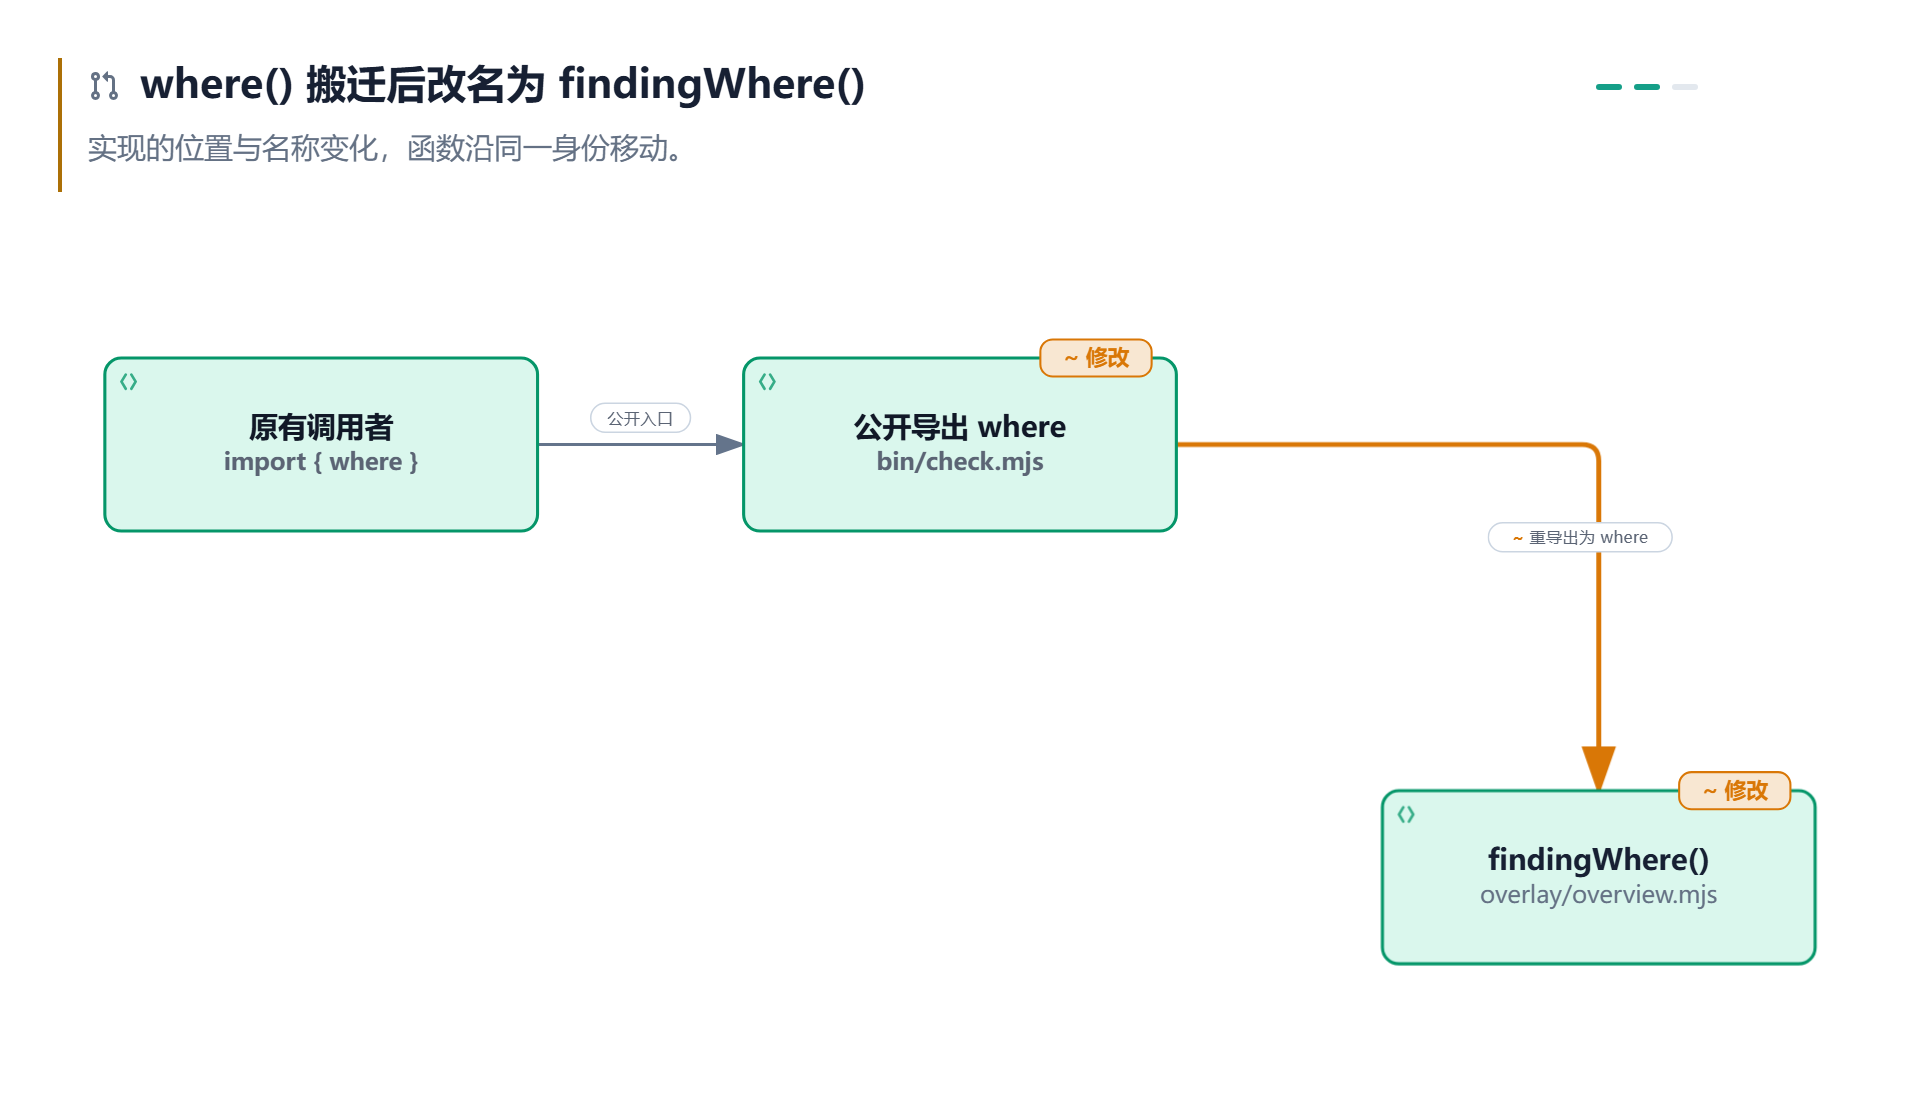 where() 搬迁后改名为 findingWhere()
实现的位置与名称变化，函数沿同一身份移动。
原有调用者
import { where }
公开入口
~ 修改
公开导出 where
bin/check.mjs
~ 重导出为 where
~ 修改
findingWhere()
overlay/overview.mjs